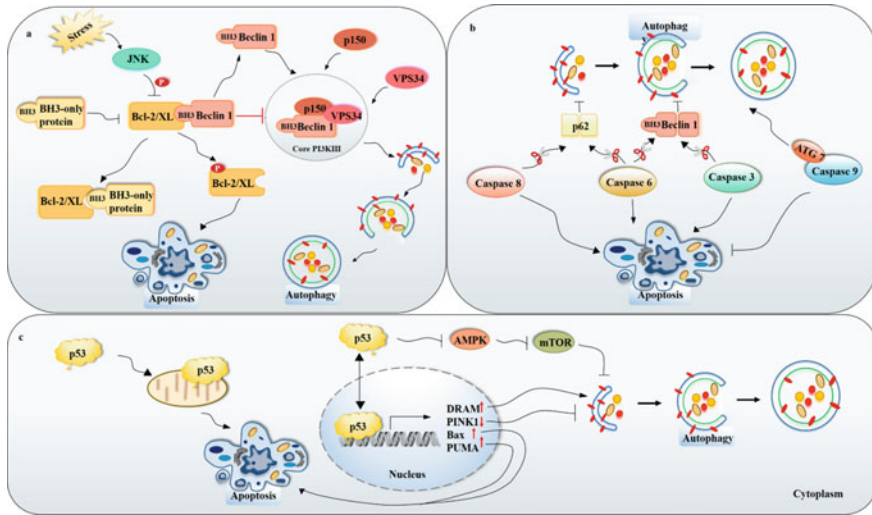 a
Stress
JNK
P
BH3
BH3-only
protein
Bcl-2/XL
BH3
Beclin 1
BH3
Beclin 1
p150
VPS34
p150
VPS34
BH3
Beclin 1
Core PI3KIII
Bcl-2/XL
BH3
BH3-only
protein
P
Bcl-2/XL
Apoptosis
Autophagy
b
Autophag
p62
BH3
Beclin 1
Caspase 8
Caspase 6
Caspase 3
ATG 7
Caspase 9
Apoptosis
c
p53
p53
Apoptosis
p53
AMPK
mTOR
p53
DRAM↑
PINK1↓
Bax ↑
PUMA↑
Nucleus
Autophagy
Cytoplasm